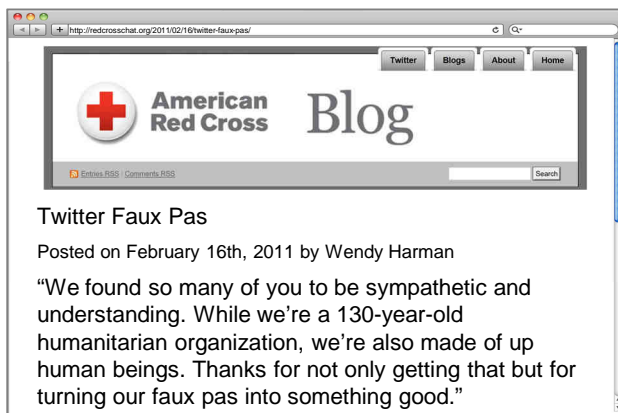 http://redcrosschat.org/2011/02/16/twitter-faux-pas/
Twitter Blogs About Home
American
Red Cross
Blog
Entries RSS | Comments RSS
Search
Twitter Faux Pas
Posted on February 16th, 2011 by Wendy Harman
“We found so many of you to be sympathetic and
understanding. While we’re a 130-year-old
humanitarian organization, we’re also made of up
human beings. Thanks for not only getting that but for
turning our faux pas into something good.”